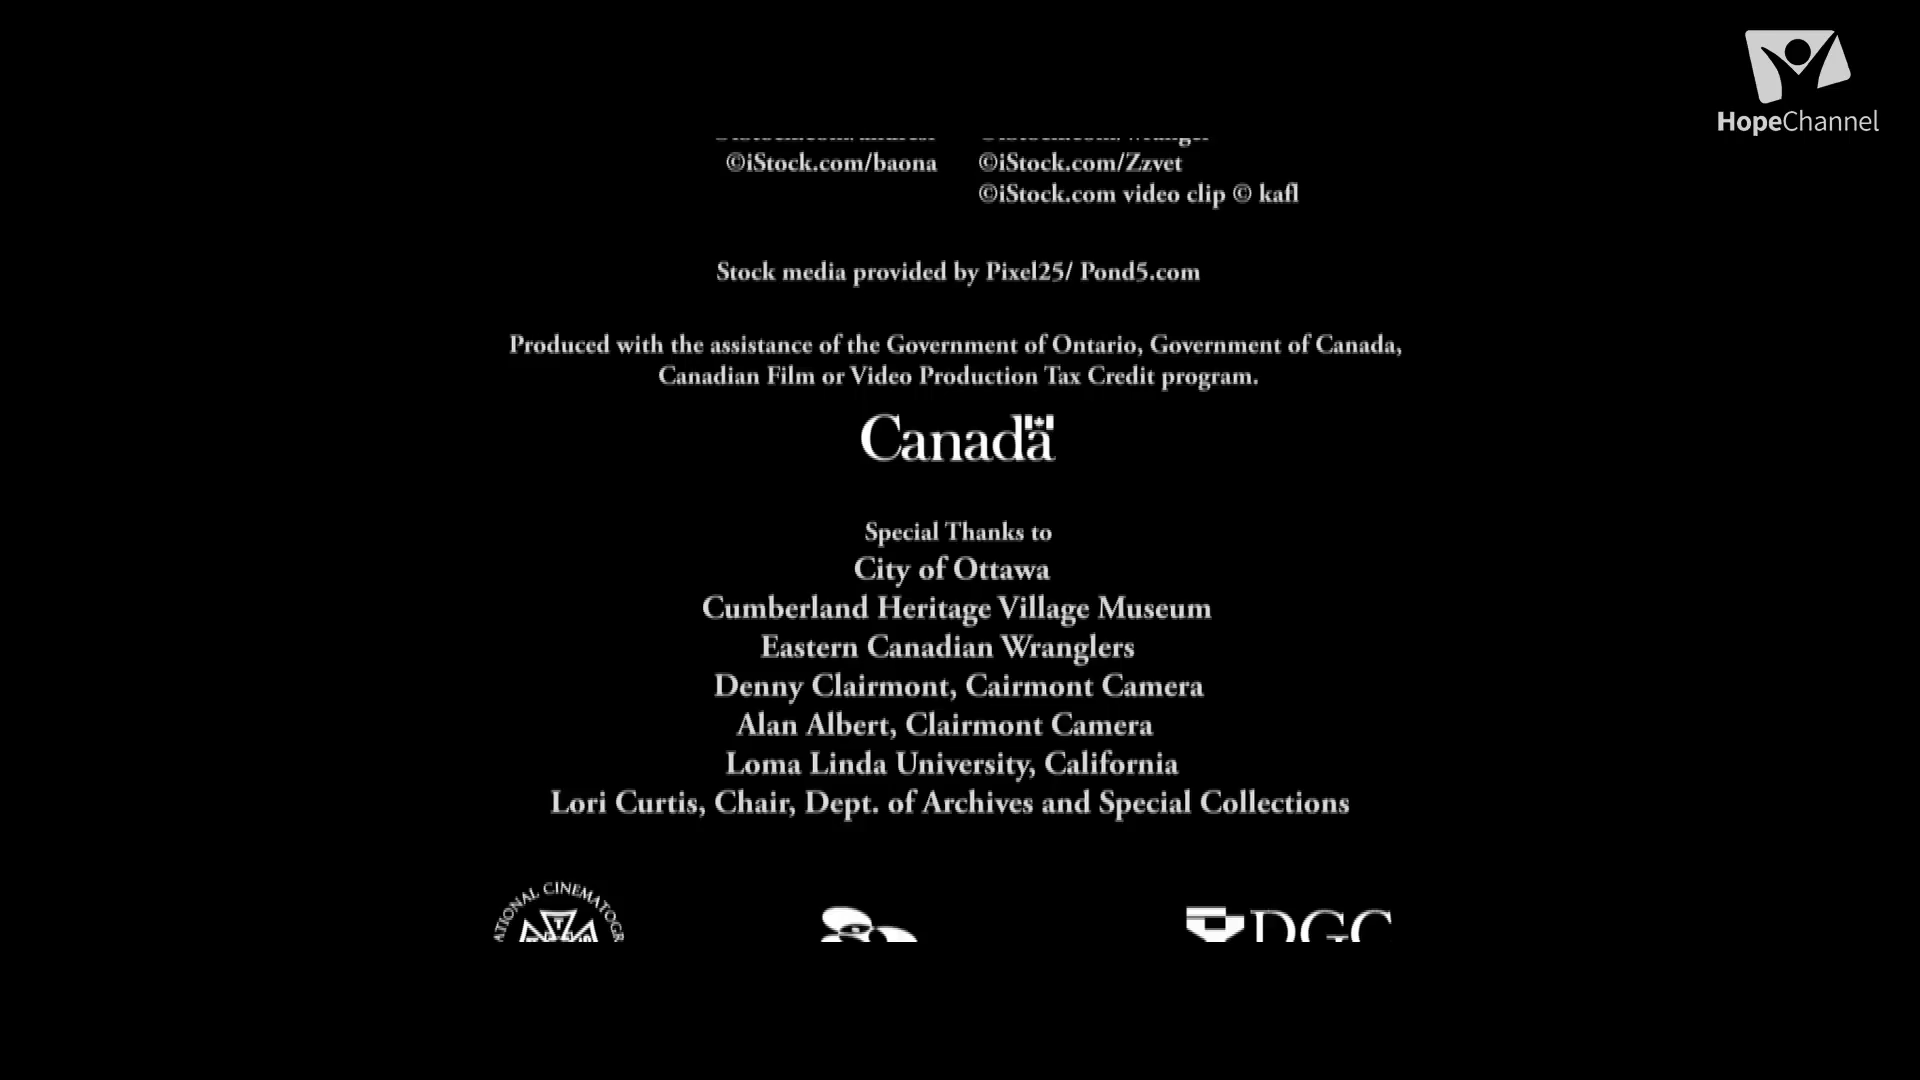 HopeChannel
©iStock.com/baona ©iStock.com/Zzvet
©iStock.com video clip © kafl
Stock media provided by Pixel25/ Pond5.com
Produced with the assistance of the Government of Ontario, Government of Canada,
Canadian Film or Video Production Tax Credit program.
Canada
Special Thanks to
City of Ottawa
Cumberland Heritage Village Museum
Eastern Canadian Wranglers
Denny Clairmont, Cairmont Camera
Alan Albert, Clairmont Camera
Loma Linda University, California
Lori Curtis, Chair, Dept. of Archives and Special Collections
DGC